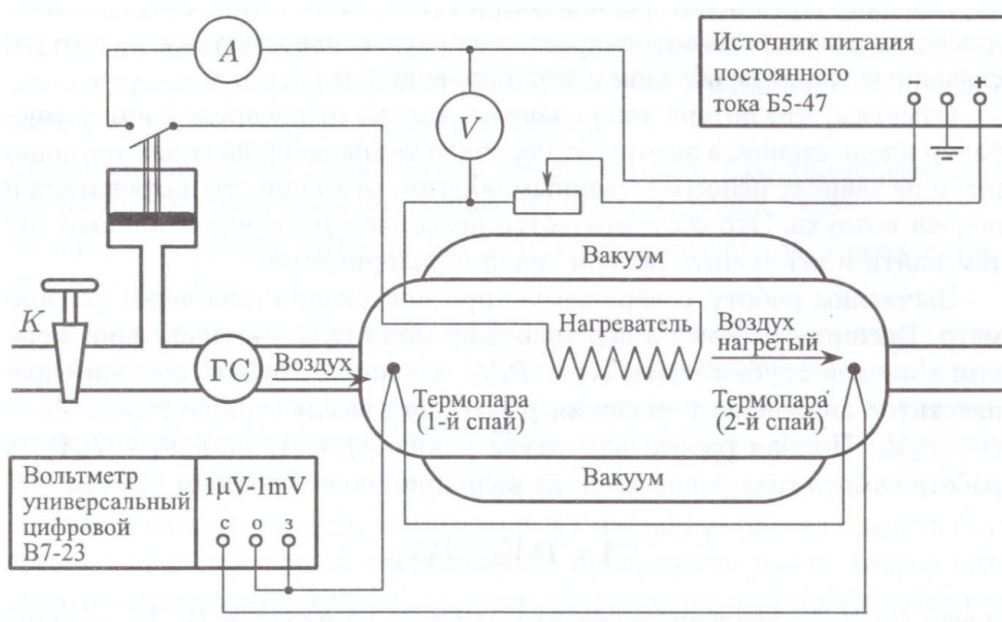 A
V
Источник питания
постоянного
тока Б5-47
K
ГС
Воздух
Вакуум
Нагреватель
Воздух
нагретый
Термопара
(1-й спай)
Термопара
(2-й спай)
Вакуум
Вольтметр
универсальный
цифровой
В7-23
1μV-1mV
о
з